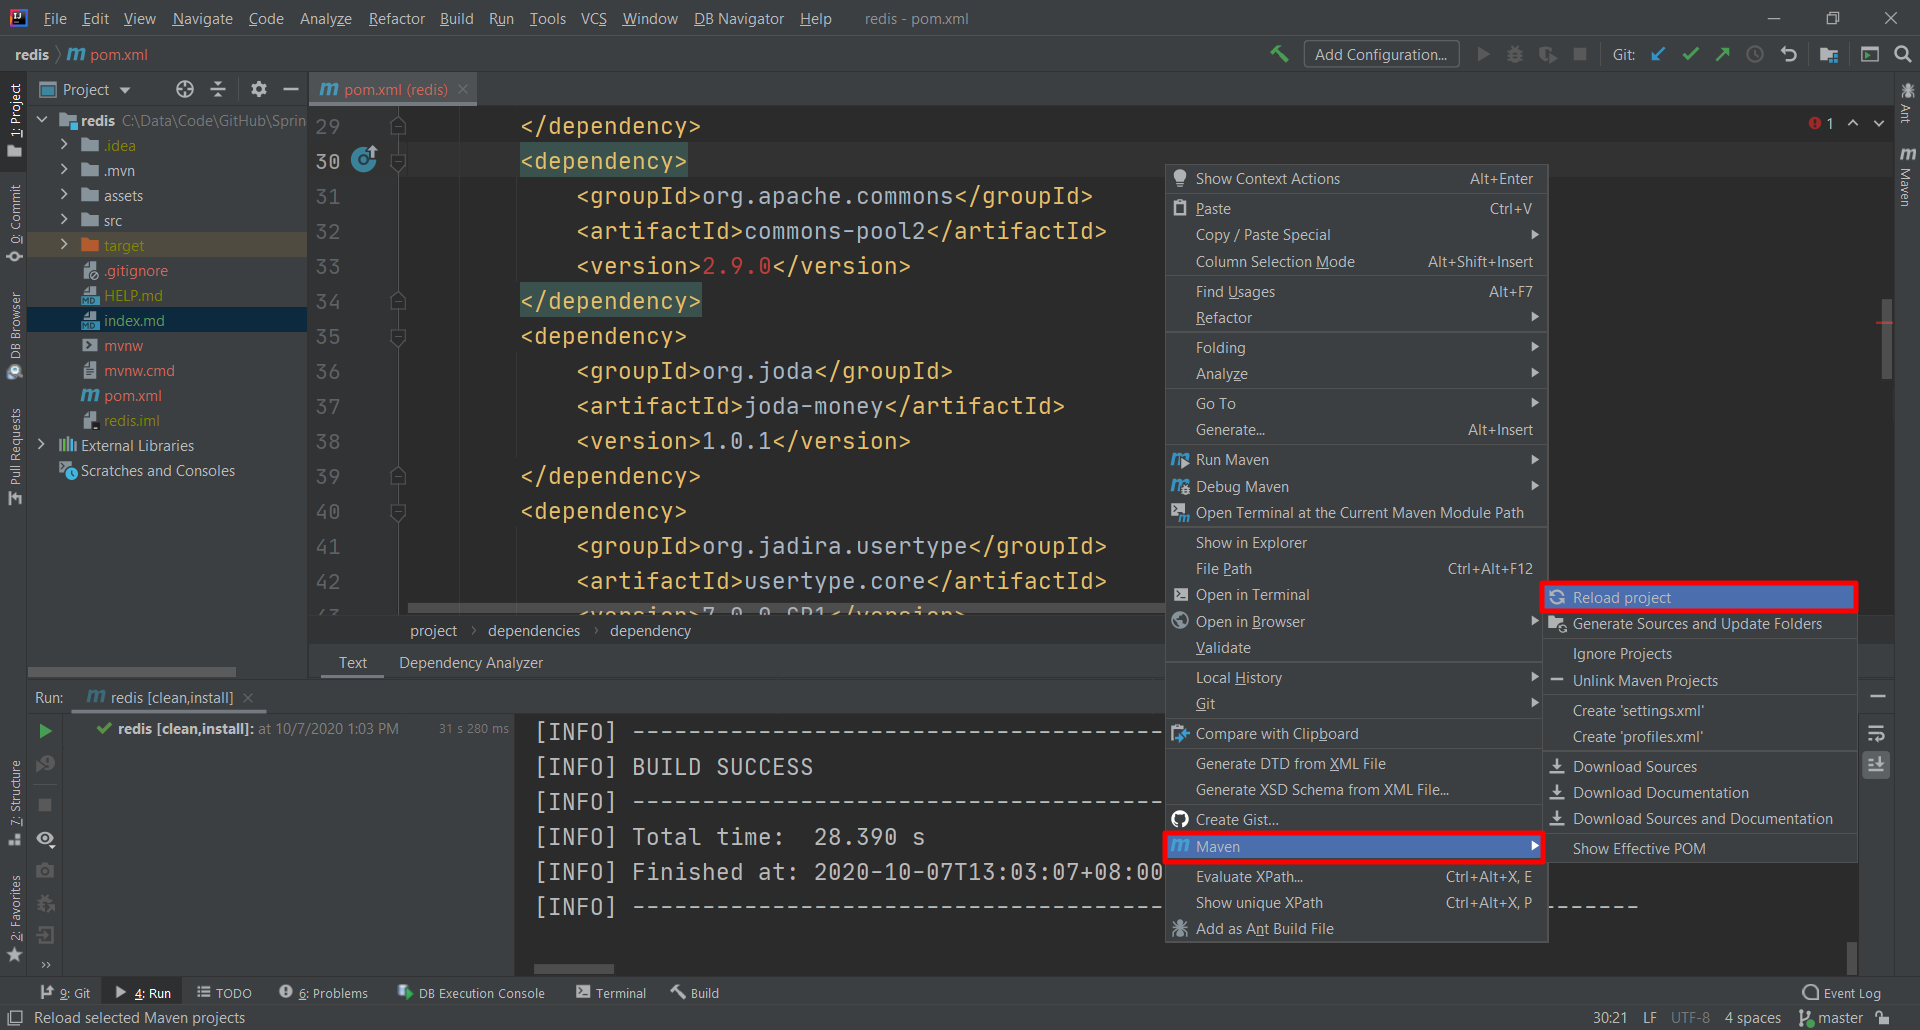 File Edit View Navigate Code Analyze Refactor Build Run Tools VCS Window DB Navigator Help redis - pom.xml
redis pom.xml
Add Configuration...
Git:
1: Project
0: Commit
DB Browser
Pull Requests
7: Structure
2: Favorites
Project
redis C:\Data\Code\GitHub\Sprin
.idea
.mvn
assets
src
target
.gitignore
HELP.md
index.md
mvnw
mvnw.cmd
pom.xml
redis.iml
External Libraries
Scratches and Consoles
pom.xml (redis)
29 </dependency>
30 <dependency>
31 <groupId>org.apache.commons</groupId>
32 <artifactId>commons-pool2</artifactId>
33 <version>2.9.0</version>
34 </dependency>
35 <dependency>
36 <groupId>org.joda</groupId>
37 <artifactId>joda-money</artifactId>
38 <version>1.0.1</version>
39 </dependency>
40 <dependency>
41 <groupId>org.jadira.usertype</groupId>
42 <artifactId>usertype.core</artifactId>
1
Ant
Maven
project dependencies dependency
Text Dependency Analyzer
Show Context Actions Alt+Enter
Paste Ctrl+V
Copy / Paste Special
Column Selection Mode Alt+Shift+Insert
Find Usages Alt+F7
Refactor
Folding
Analyze
Go To
Generate... Alt+Insert
Run Maven
Debug Maven
Open Terminal at the Current Maven Module Path
Show in Explorer
File Path Ctrl+Alt+F12
Open in Terminal
Open in Browser
Validate
Local History
Git
Compare with Clipboard
Generate DTD from XML File
Generate XSD Schema from XML File...
Create Gist...
Maven
Evaluate XPath... Ctrl+Alt+X, E
Show unique XPath Ctrl+Alt+X, P
Add as Ant Build File
Reload project
Generate Sources and Update Folders
Ignore Projects
Unlink Maven Projects
Create 'settings.xml'
Create 'profiles.xml'
Download Sources
Download Documentation
Download Sources and Documentation
Show Effective POM
Run: redis [clean,install]
redis [clean,install]: at 10/7/2020 1:03 PM 31 s 280 ms
[INFO] --------------------------------------
[INFO] BUILD SUCCESS
[INFO] --------------------------------------
[INFO] Total time:  28.390 s
[INFO] Finished at: 2020-10-07T13:03:07+08:00
[INFO] ------------------------------------------------------------------------
9: Git 4: Run TODO 6: Problems DB Execution Console Terminal Build Event Log
Reload selected Maven projects 30:21 LF UTF-8 4 spaces master